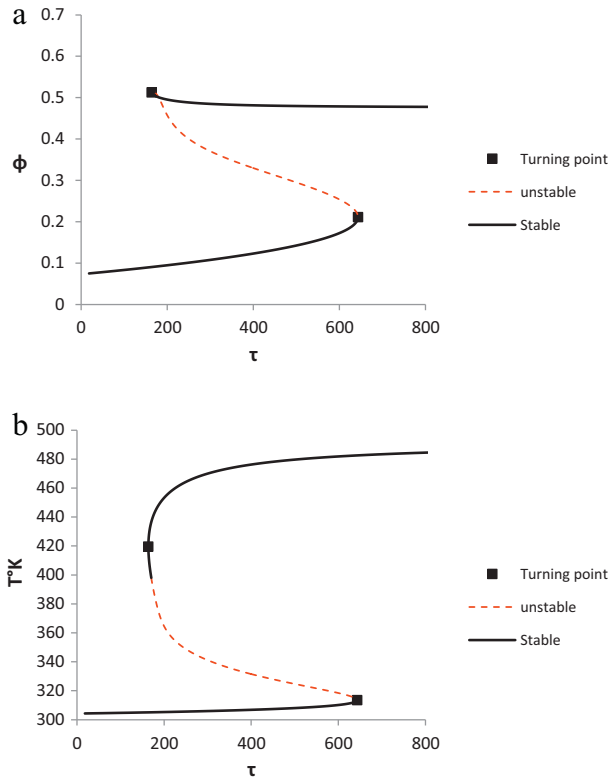 a
0.7
0.6
0.5
0.4
ϕ
0.3
0.2
0.1
0
0 200 400 600 800
τ
Turning point
unstable
Stable
b
500
480
460
440
420
T°K
400
380
360
340
320
300
0 200 400 600 800
τ
Turning point
unstable
Stable